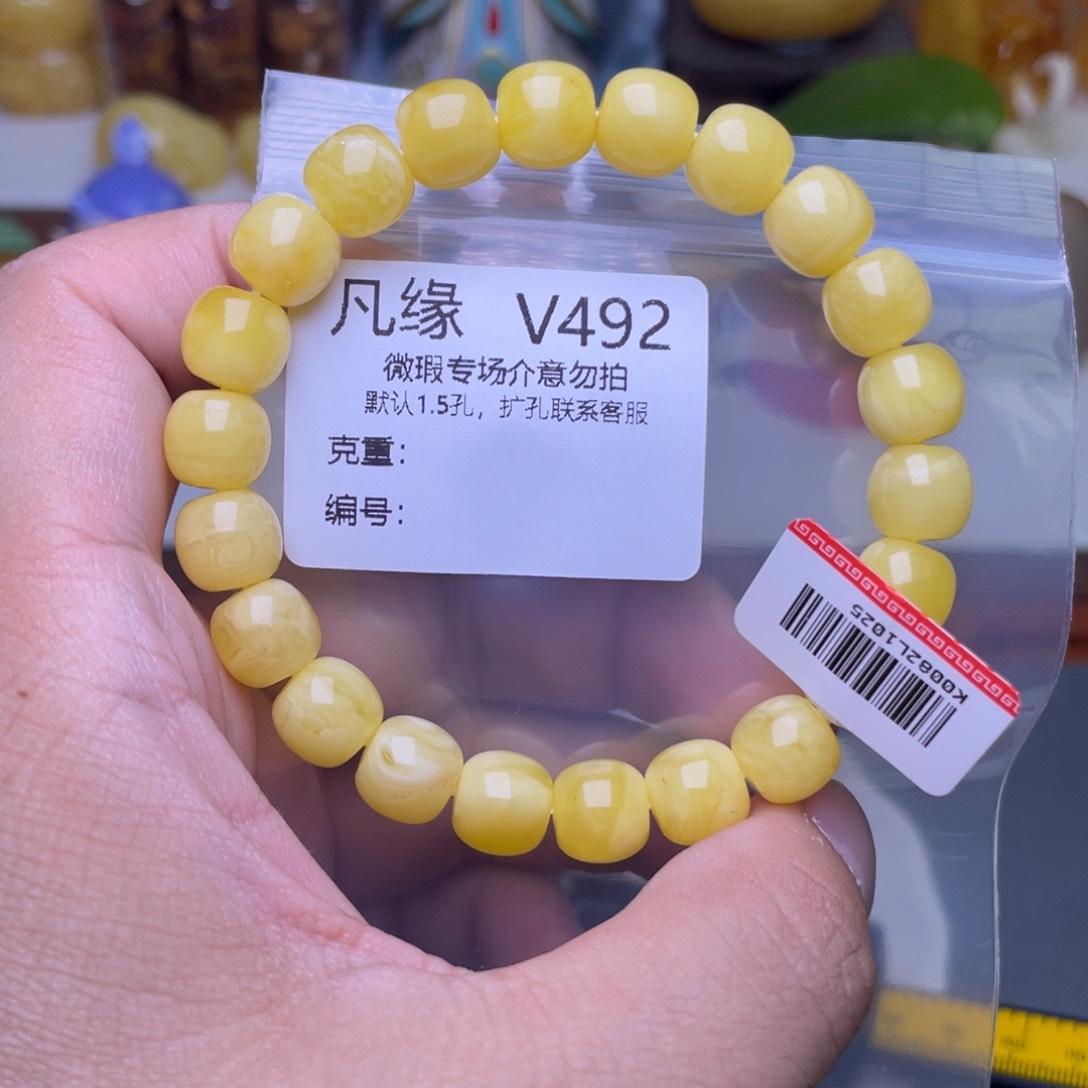 凡缘 V492
微瑕专场介意勿拍
默认1.5孔，扩孔联系客服
克重：
编号：
K0082L1025